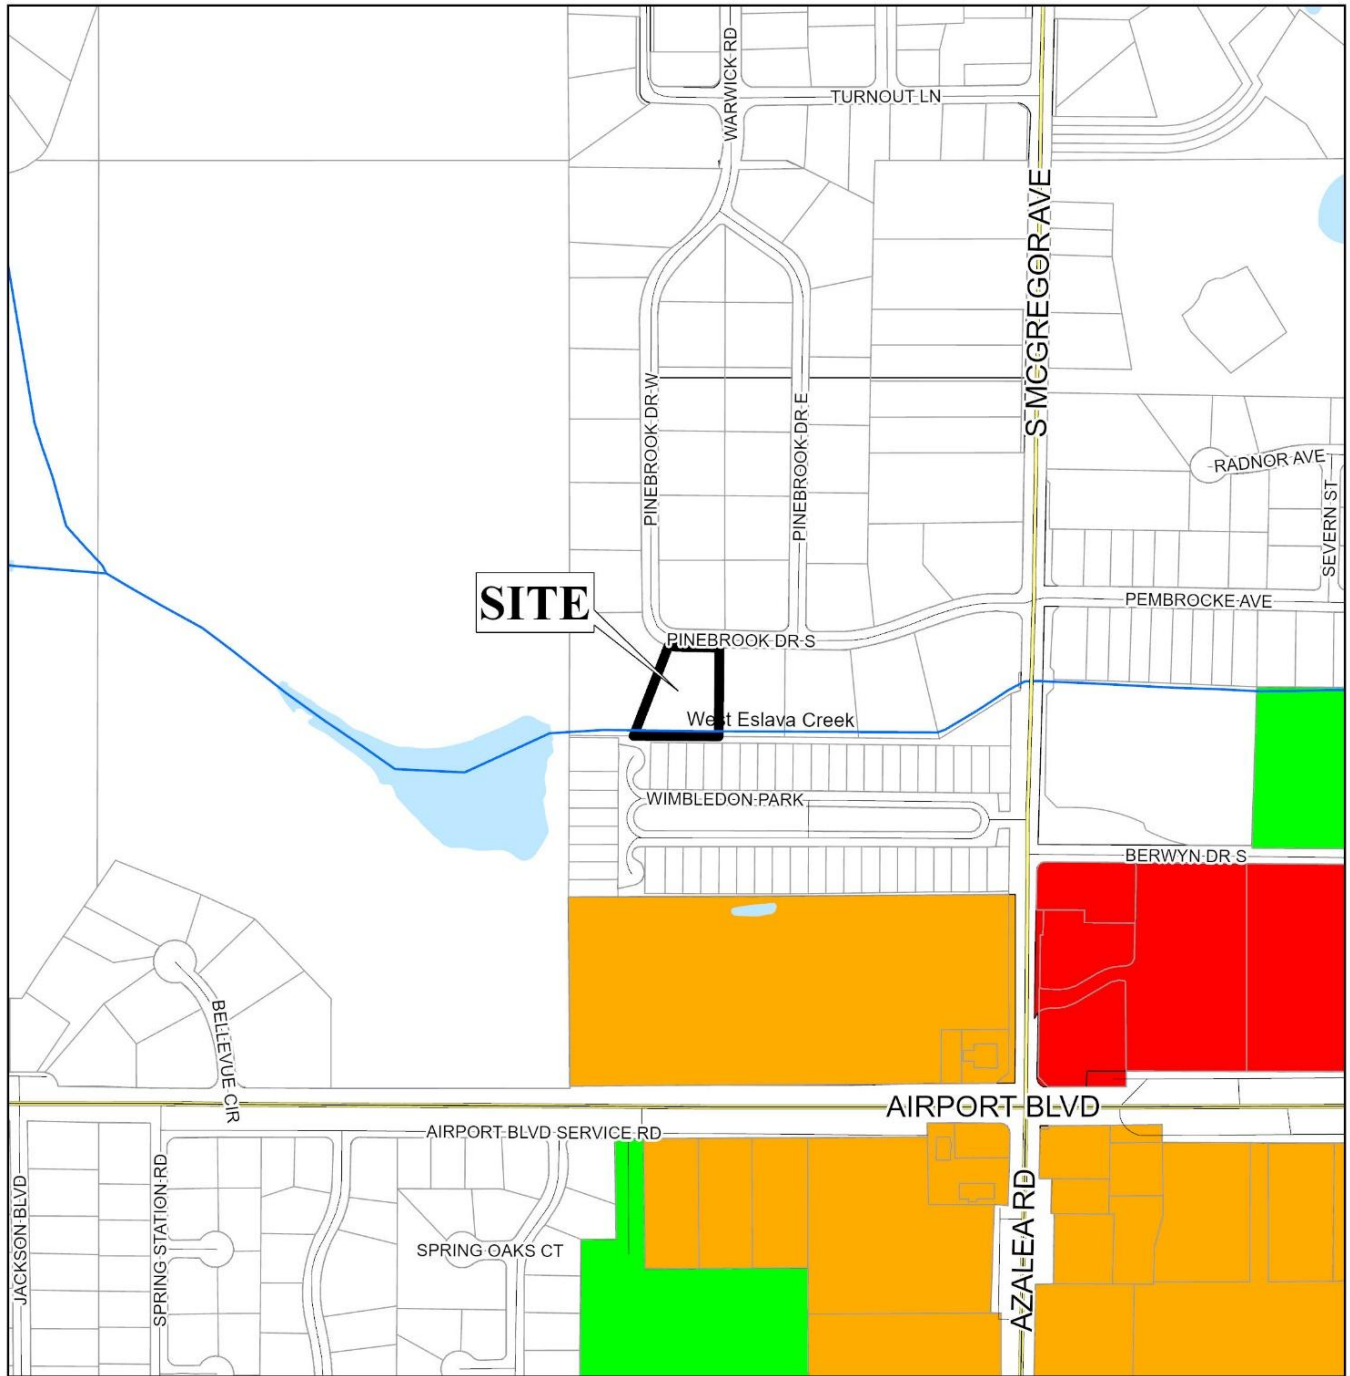 WARWICK RD
TURNOUT LN
S MCGREGOR AVE
PINEBROOK DR W
PINEBROOK DR E
RADNOR AVE
SEVERN ST
SITE
PEMBROCKE AVE
PINEBROOK DR S
West Eslava Creek
WIMBLEDON PARK
BERWYN DR S
BELLEVUE CIR
AIRPORT BLVD
AIRPORT BLVD SERVICE RD
JACKSON BLVD
SPRING STATION RD
SPRING OAKS CT
AZALEA RD